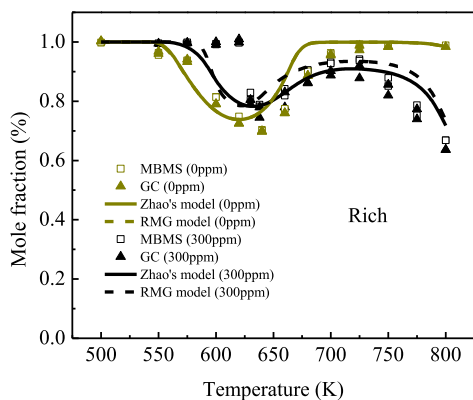 1.0
0.8
0.6
0.4
0.2
0.0
Mole fraction (%)
MBMS (0ppm)
GC (0ppm)
Zhao's model (0ppm)
RMG model (0ppm)
MBMS (300ppm)
GC (300ppm)
Zhao's model (300ppm)
RMG model (300ppm)
Rich
500 550 600 650 700 750 800
Temperature (K)